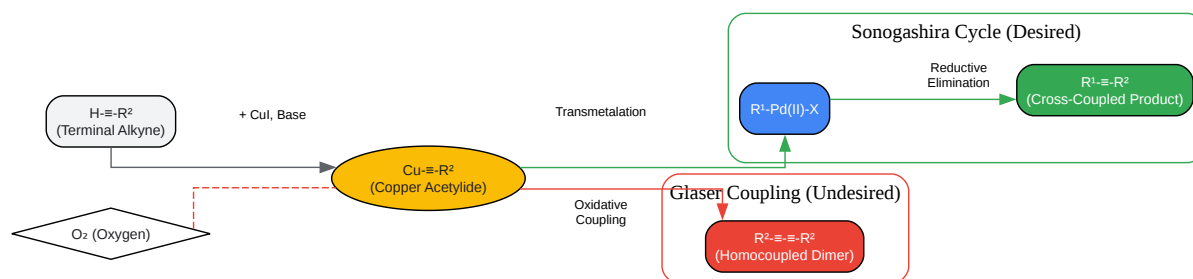 Sonogashira Cycle (Desired)
Reductive
Elimination
R¹-≡-R²
(Cross-Coupled Product)
H-≡-R²
(Terminal Alkyne)
+ CuI, Base
Transmetalation
R¹-Pd(II)-X
Cu-≡-R²
(Copper Acetylide)
Glaser Coupling (Undesired)
Oxidative
Coupling
O₂ (Oxygen)
R²-≡-≡-R²
(Homocoupled Dimer)